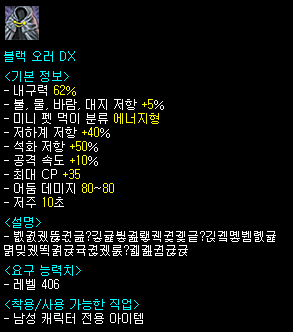 블랙 오러 DX
<기본 정보>
- 내구력 62%
- 불, 물, 바람, 대지 저항 +5%
- 미니 펫 먹이 분류 에너지형
- 저하계 저항 +40%
- 석화 저항 +50%
- 공격 속도 +10%
- 최대 CP +35
- 어둠 데미지 80~80
- 저주 10초
<설명>
<요구 능력치>
- 레벨 406
<착용/사용 가능한 직업>
- 남성 캐릭터 전용 아이템